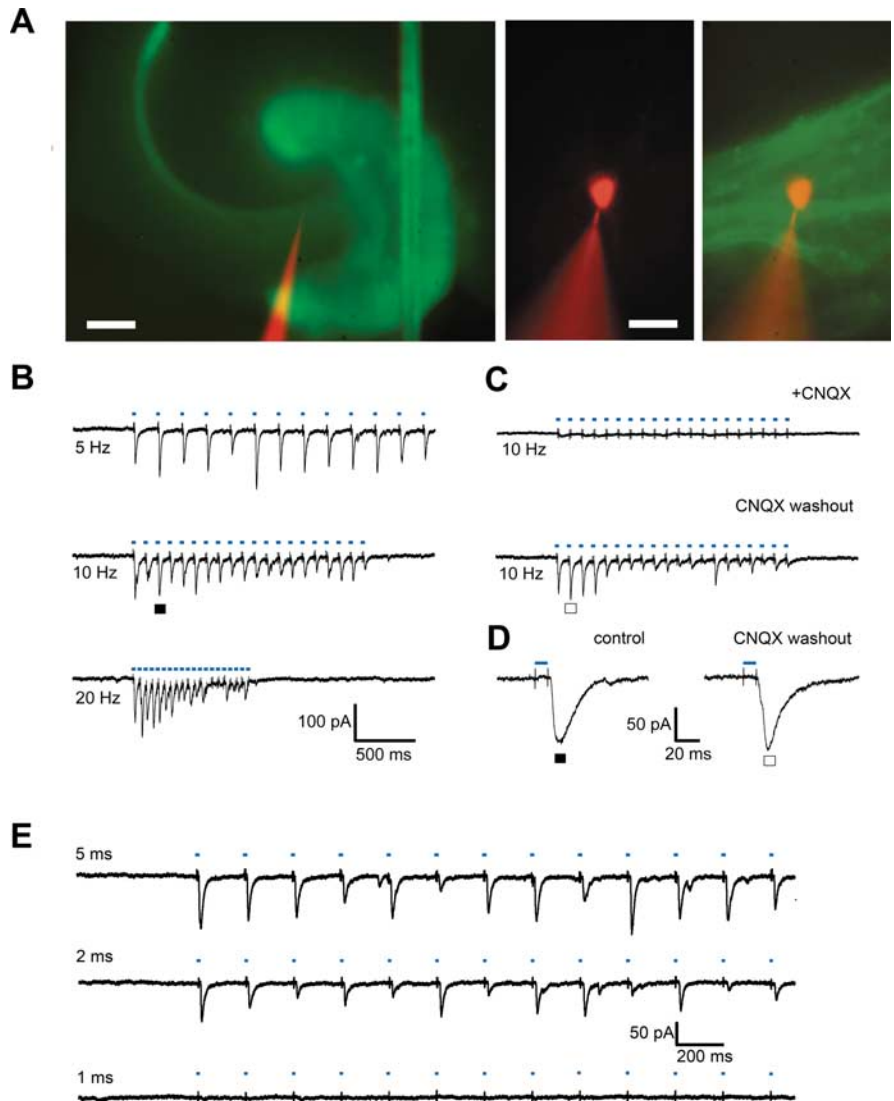 A
B
5 Hz
10 Hz
20 Hz
100 pA
500 ms
C
+CNQX
10 Hz
CNQX washout
10 Hz
D
control
CNQX washout
50 pA
20 ms
E
5 ms
2 ms
50 pA
200 ms
1 ms